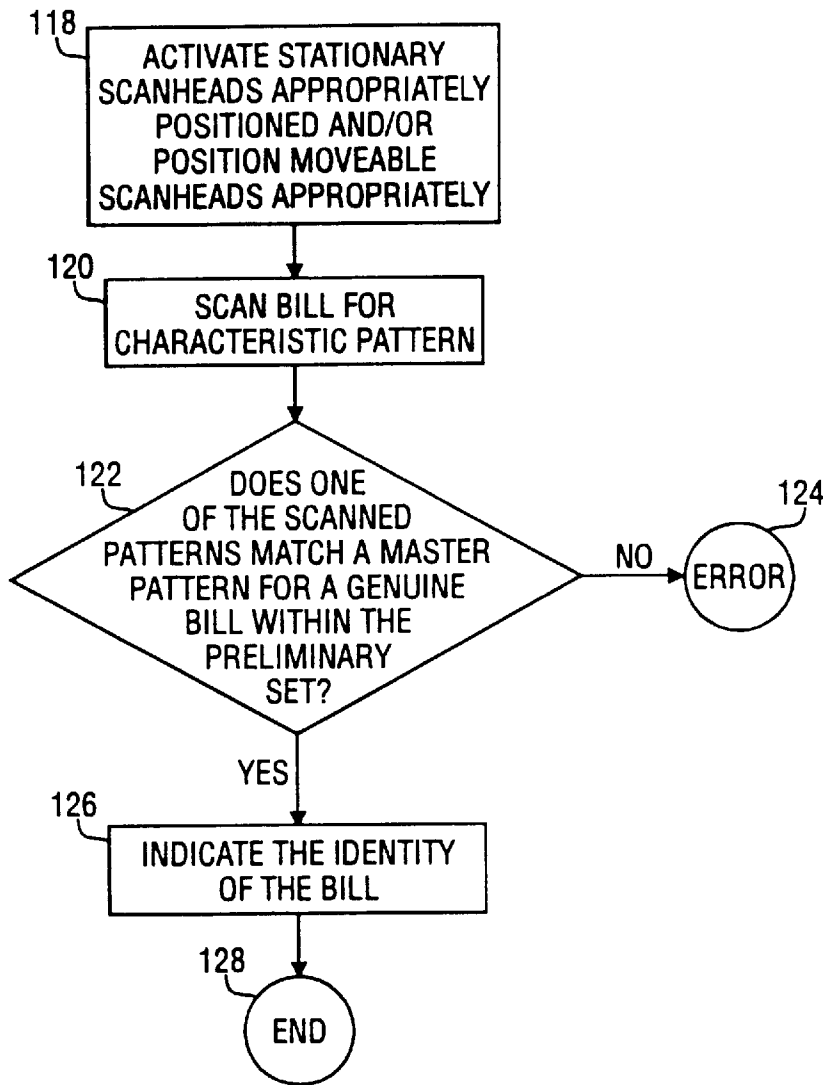 118
ACTIVATE STATIONARY
SCANHEADS APPROPRIATELY
POSITIONED AND/OR
POSITION MOVEABLE
SCANHEADS APPROPRIATELY
120
SCAN BILL FOR
CHARACTERISTIC PATTERN
122
DOES ONE
OF THE SCANNED
PATTERNS MATCH A MASTER
PATTERN FOR A GENUINE
BILL WITHIN THE
PRELIMINARY
SET?
NO
124
ERROR
YES
126
INDICATE THE IDENTITY
OF THE BILL
128
END